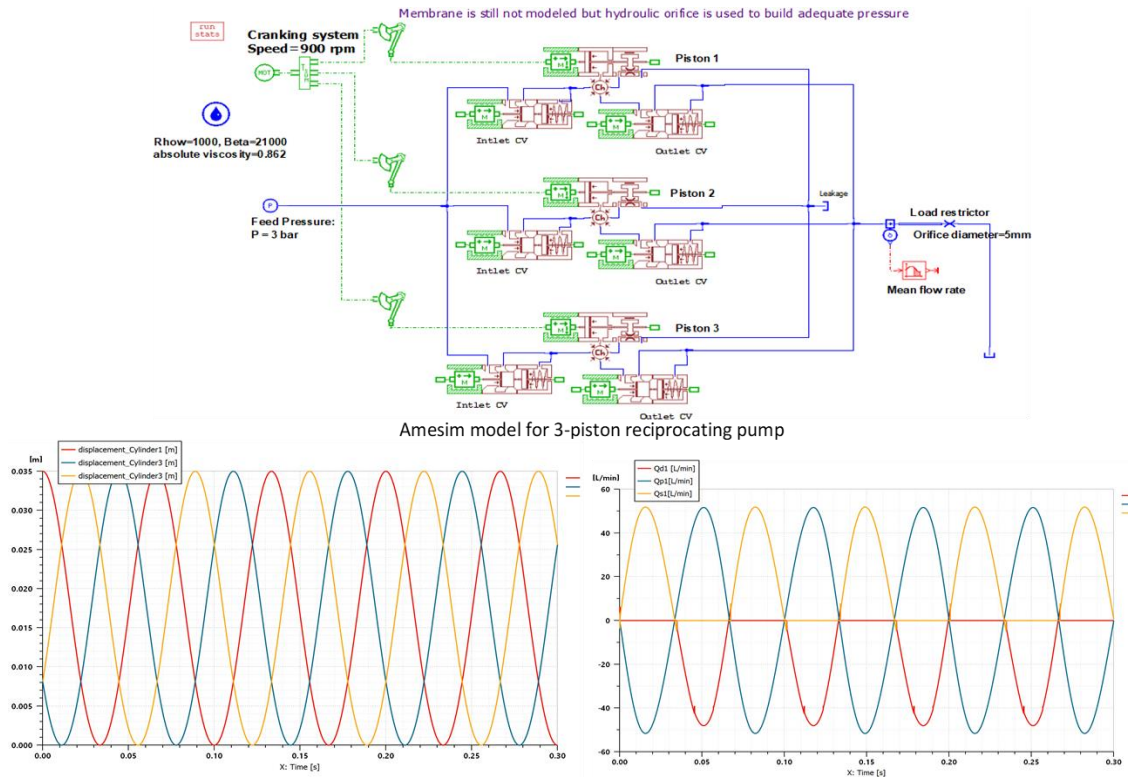 Membrane is still not modeled but hydraulic orifice is used to build adequate pressure
run
stats
Cranking system
Speed=900 rpm
MOT
Piston 1
M
Ch
M
M
Intlet CV
Outlet CV
Rhow=1000, Beta=21000
absolute viscosity=0.862
Piston 2
M
Ch
M
M
Intlet CV
Outlet CV
Leakage
P
Feed Pressure:
P = 3 bar
Load restrictor
Orifice diameter=5mm
Mean flow rate
Piston 3
M
Ch
M
M
Intlet CV
Outlet CV
Amesim model for 3-piston reciprocating pump
[m]
displacement_Cylinder1 [m]
displacement_Cylinder3 [m]
displacement_Cylinder3 [m]
0.035
0.030
0.025
0.020
0.015
0.010
0.005
0.000
0.00 0.05 0.10 0.15 0.20 0.25 0.30
X: Time [s]
[L/min]
Qd1 [L/min]
Qp1[L/min]
Qs1[L/min]
60
40
20
0
-20
-40
-60
0.00 0.05 0.10 0.15 0.20 0.25 0.30
X: Time [s]